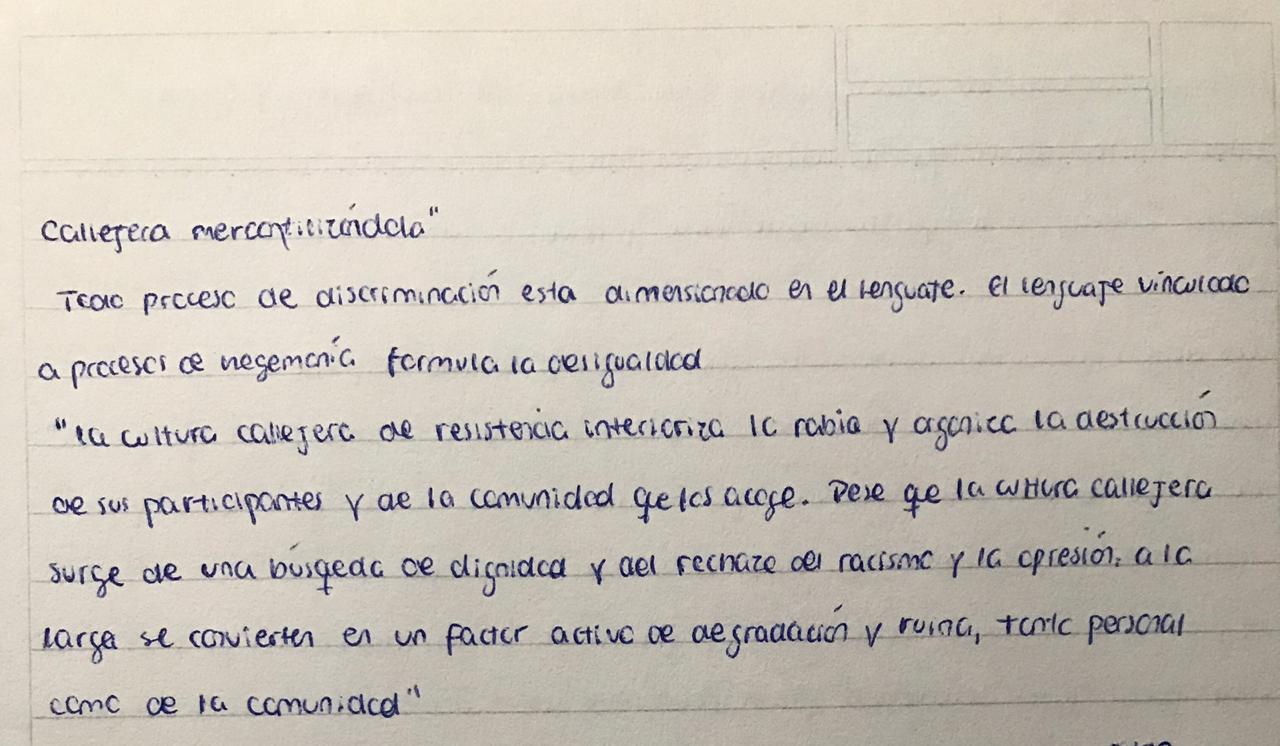 callejera mercantilizándola"
Todo proceso de discriminación esta dimensionado en el lenguaje. el lenguaje vinculado
a procesos de hegemonía formula la desigualdad
"la cultura callejera de resistencia interioriza la rabia y organiza la destrucción
de sus participantes y de la comunidad qe los acoge. Pese qe la cultura callejera
surge de una búsqeda de dignidad y del rechazo del racismo y la opresión, a la
larga se convierten en un factor activo de degradación y ruina, tanto personal
como de la comunidad"